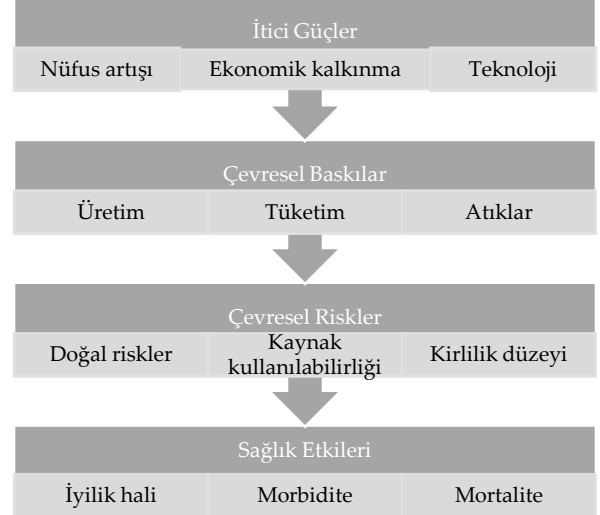 İtici Güçler
Nüfus artışı Ekonomik kalkınma Teknoloji
Çevresel Baskılar
Üretim Tüketim Atıklar
Çevresel Riskler
Doğal riskler Kaynak kullanılabilirliği Kirlilik düzeyi
Sağlık Etkileri
İyilik hali Morbidite Mortalite